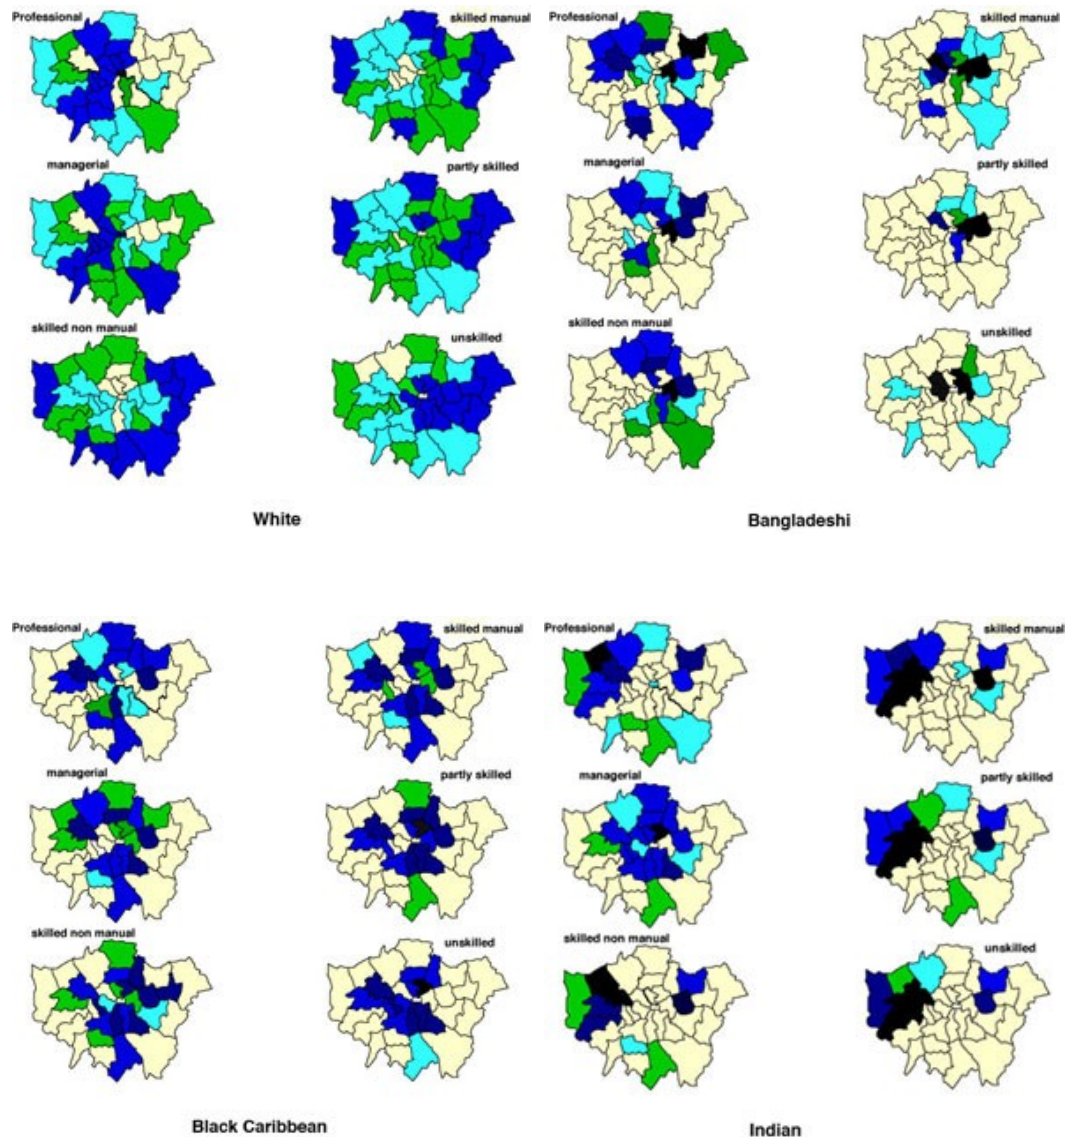 Professional
skilled manual
managerial
partly skilled
skilled non manual
unskilled
White
Professional
skilled manual
managerial
partly skilled
skilled non manual
unskilled
Bangladeshi
Professional
skilled manual
managerial
partly skilled
skilled non manual
unskilled
Black Caribbean
Professional
skilled manual
managerial
partly skilled
skilled non manual
unskilled
Indian